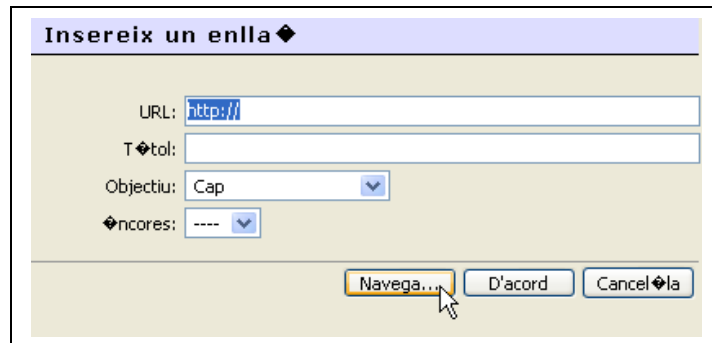 Insereix un enlla�
URL: http://
T�tol:
Objectiu: Cap
�ncores: ----
Navega... D'acord Cancel�la